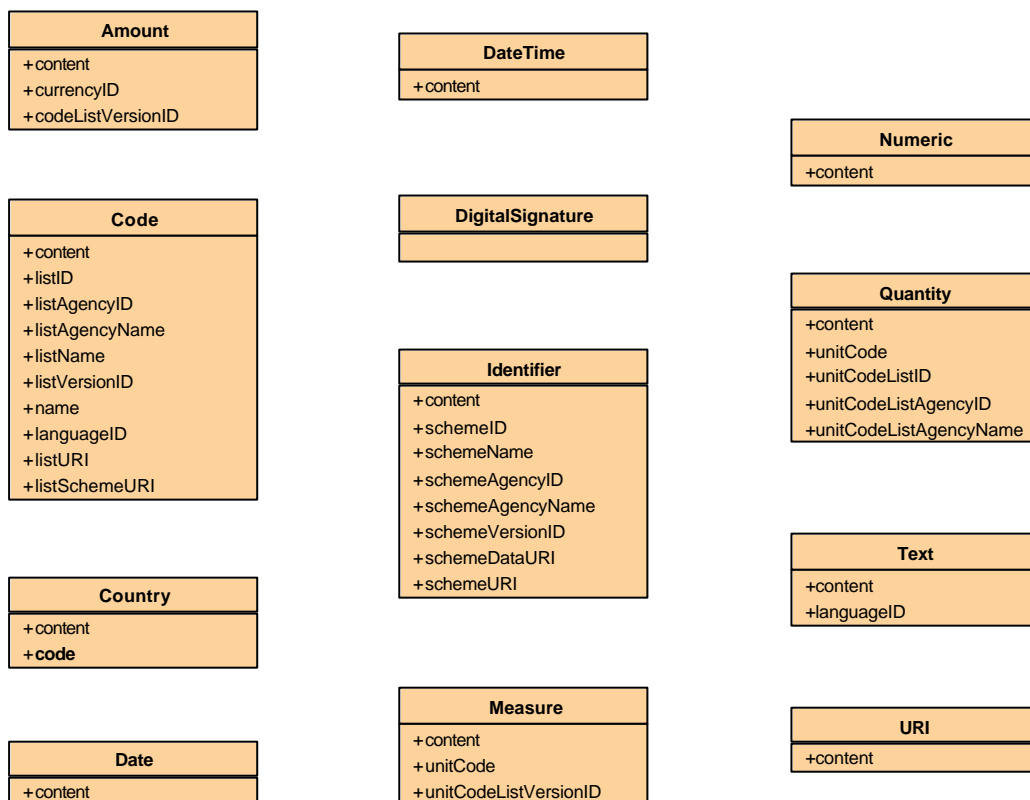 Amount
+content
+currencyID
+codeListVersionID
Code
+content
+listID
+listAgencyID
+listAgencyName
+listName
+listVersionID
+name
+languageID
+listURI
+listSchemeURI
Country
+content
+code
Date
+content
DateTime
+content
DigitalSignature
Identifier
+content
+schemeID
+schemeName
+schemeAgencyID
+schemeAgencyName
+schemeVersionID
+schemeDataURI
+schemeURI
Measure
+content
+unitCode
+unitCodeListVersionID
Numeric
+content
Quantity
+content
+unitCode
+unitCodeListID
+unitCodeListAgencyID
+unitCodeListAgencyName
Text
+content
+languageID
URI
+content